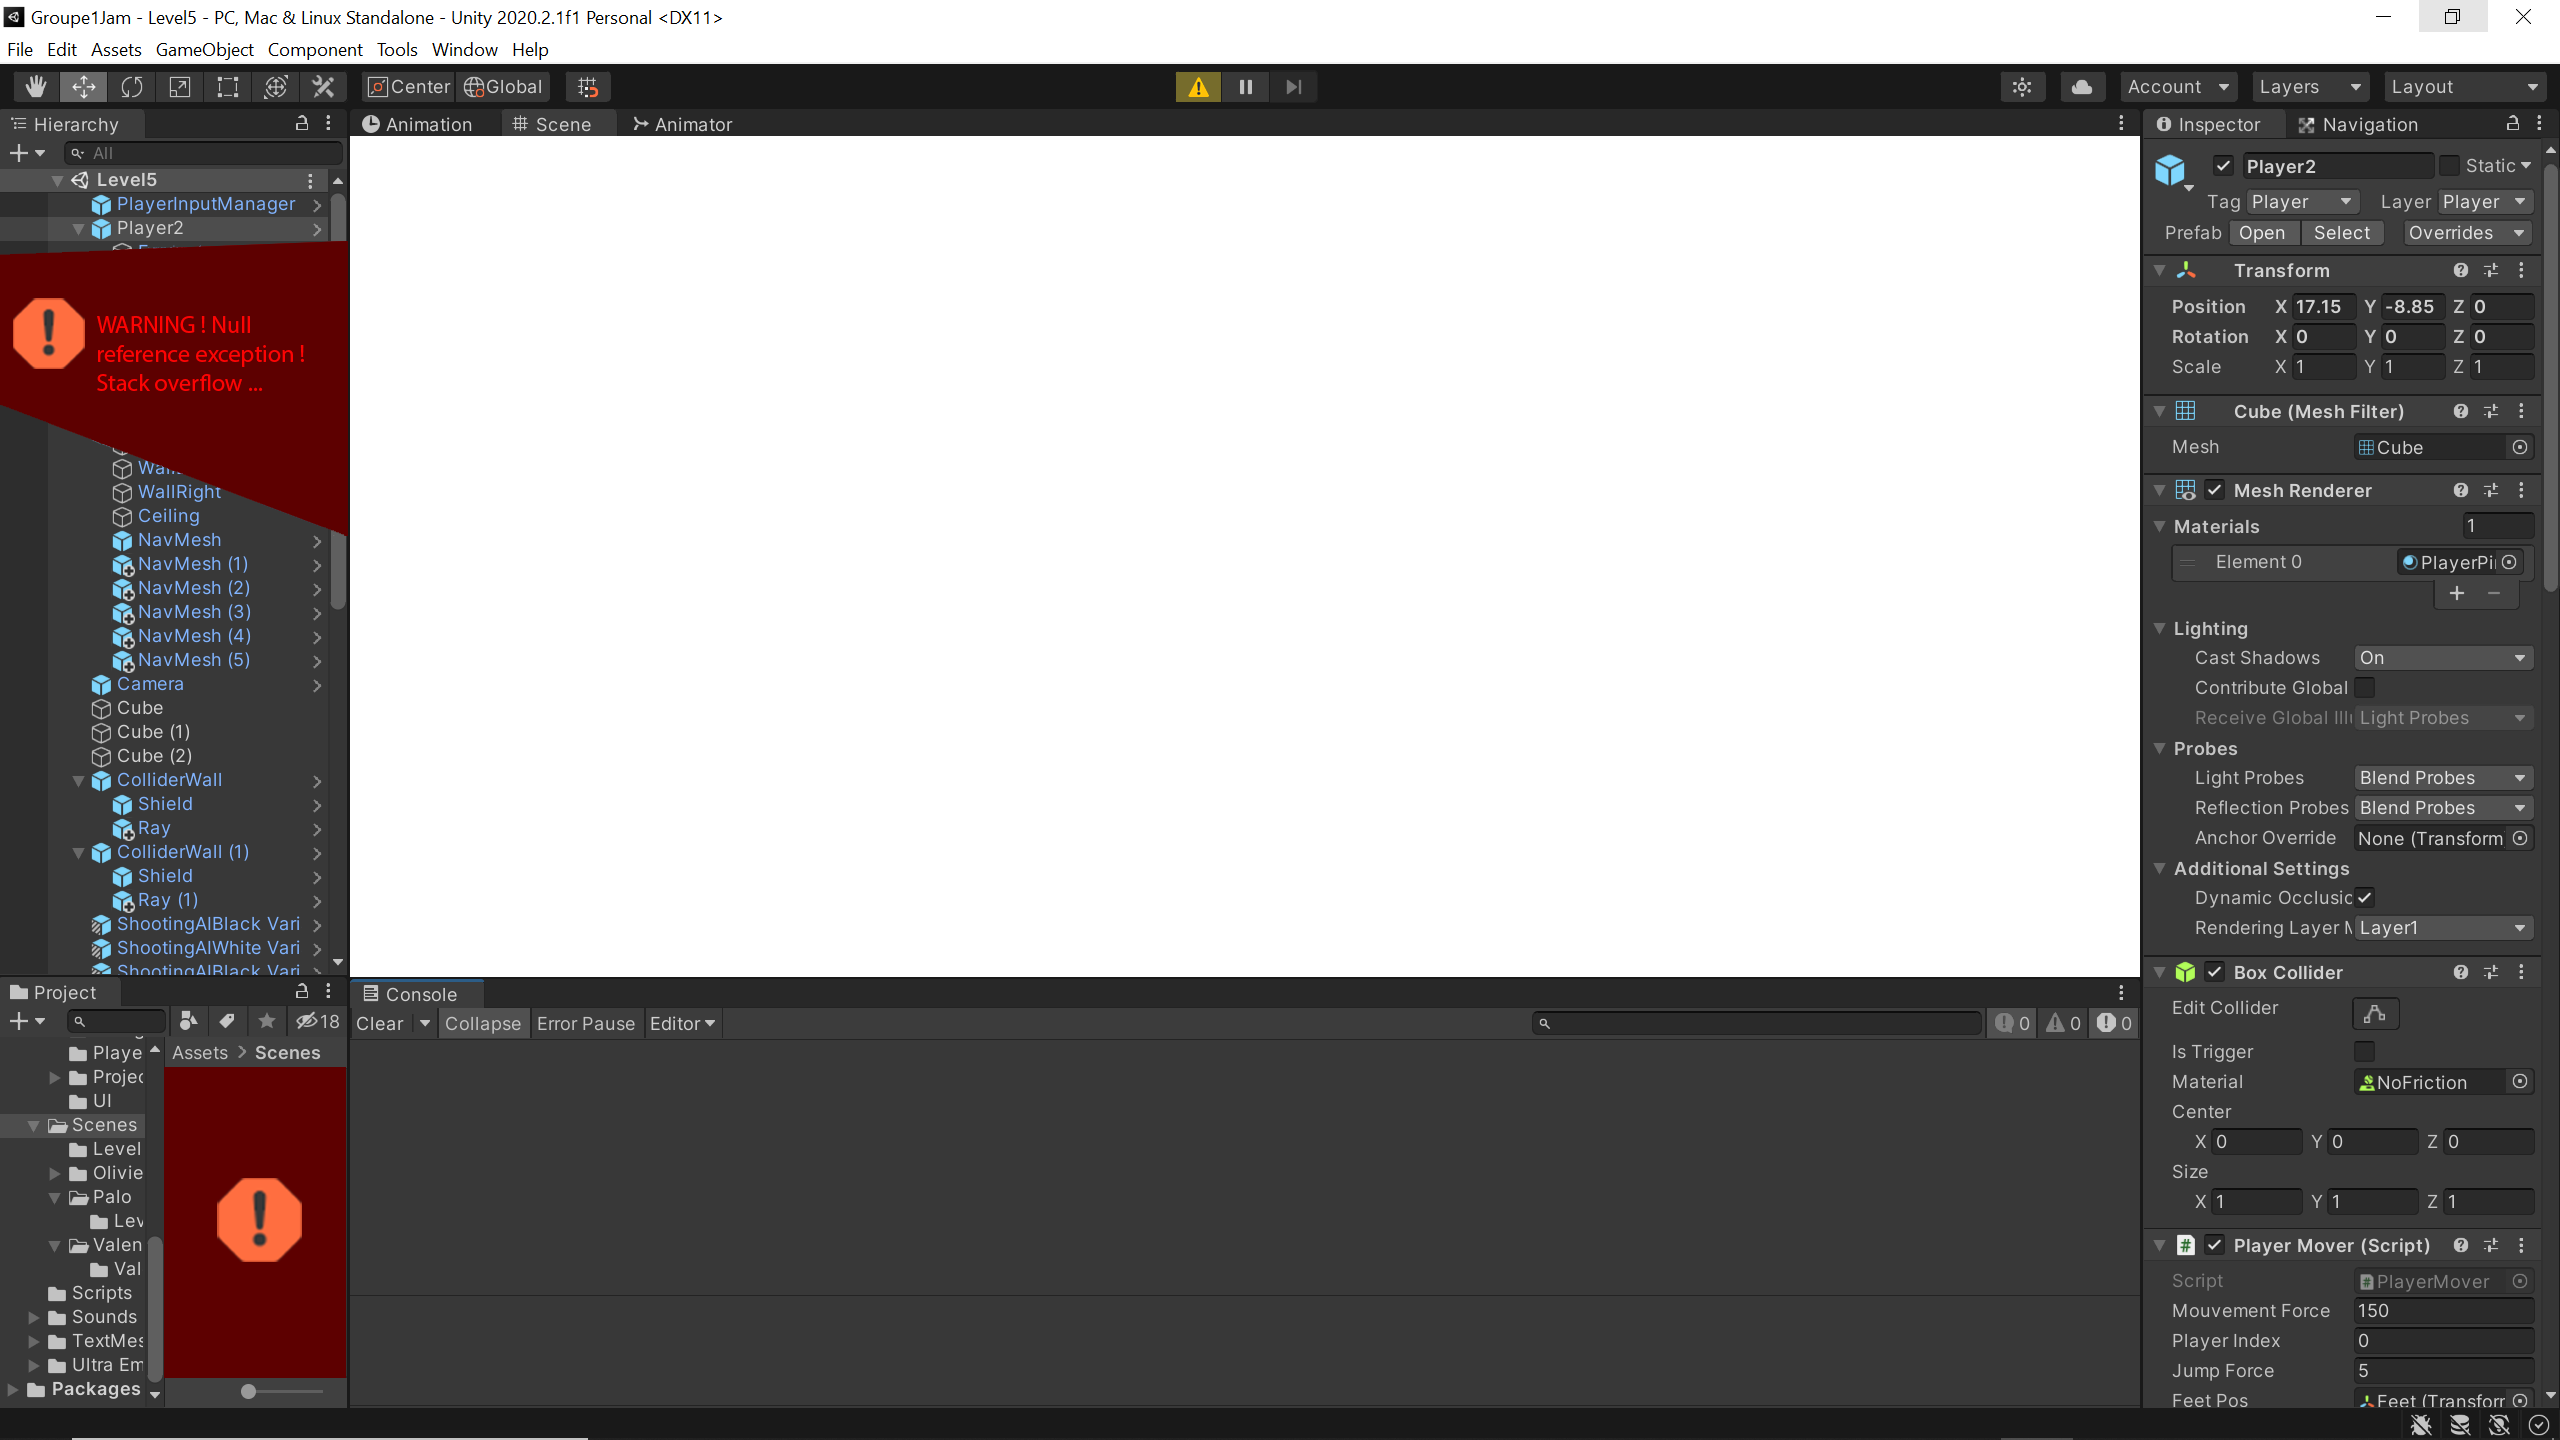 Groupe1Jam - Level5 - PC, Mac & Linux Standalone - Unity 2020.2.1f1 Personal <DX11>
File Edit Assets GameObject Component Tools Window Help
Center Global Account Layers Layout
Hierarchy
All
Level5
PlayerInputManager
Player2
WARNING ! Null
reference exception !
Stack overflow ...
WallRight
Ceiling
NavMesh
NavMesh (1)
NavMesh (2)
NavMesh (3)
NavMesh (4)
NavMesh (5)
Camera
Cube
Cube (1)
Cube (2)
ColliderWall
Shield
Ray
ColliderWall (1)
Shield
Ray (1)
ShootingAIBlack Vari
ShootingAIWhite Vari
ShootingAIBlack Vari
Animation Scene Animator
Project
18
Assets > Scenes
Playe
Projec
UI
Scenes
Level
Olivie
Palo
Lev
Valen
Val
Scripts
Sounds
TextMes
Ultra Em
Packages
Console
Clear Collapse Error Pause Editor 0 0 0
Inspector Navigation
Player2 Static
Tag Player Layer Player
Prefab Open Select Overrides
Transform
Position X 17.15 Y -8.85 Z 0
Rotation X 0 Y 0 Z 0
Scale X 1 Y 1 Z 1
Cube (Mesh Filter)
Mesh Cube
Mesh Renderer
Materials 1
Element 0 PlayerPi
Lighting
Cast Shadows On
Contribute Global
Receive Global Illu Light Probes
Probes
Light Probes Blend Probes
Reflection Probes Blend Probes
Anchor Override None (Transform
Additional Settings
Dynamic Occlusic
Rendering Layer M Layer1
Box Collider
Edit Collider
Is Trigger
Material NoFriction
Center
X 0 Y 0 Z 0
Size
X 1 Y 1 Z 1
Player Mover (Script)
Script PlayerMover
Mouvement Force 150
Player Index 0
Jump Force 5
Feet Pos Feet (Transforr